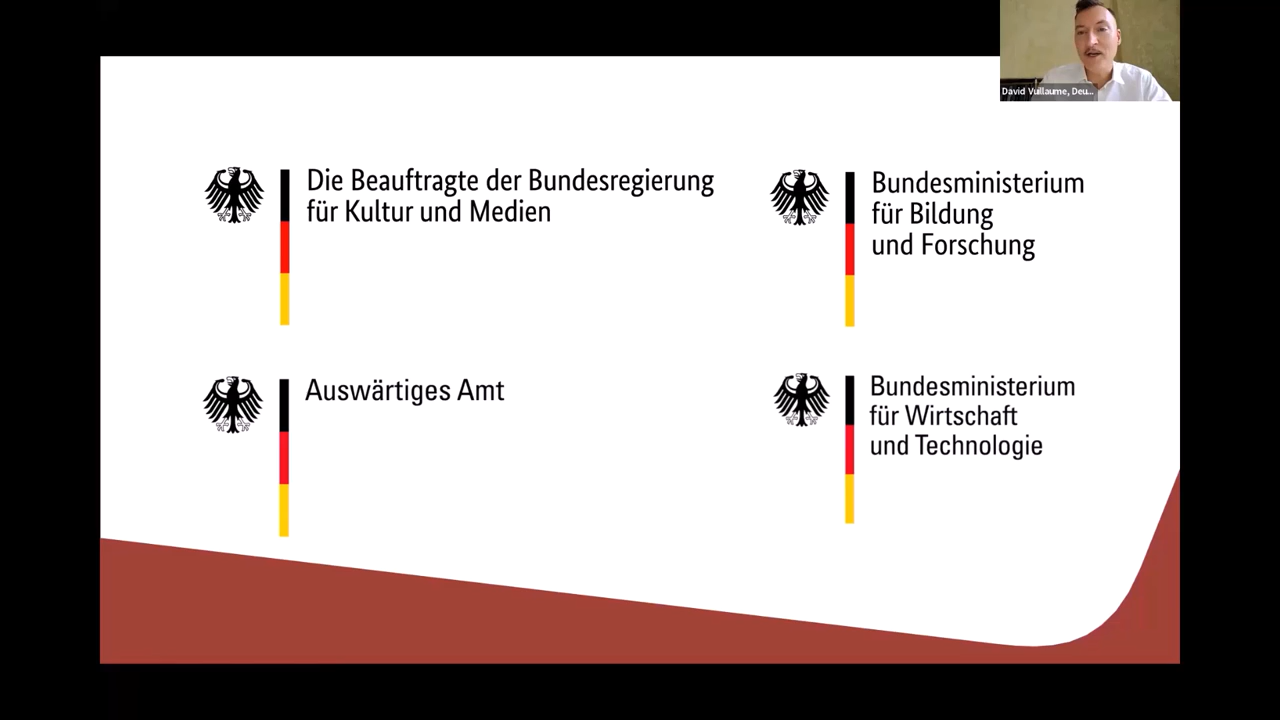 David Vuillaume, Deu...
Die Beauftragte der Bundesregierung
für Kultur und Medien
Bundesministerium
für Bildung
und Forschung
Auswärtiges Amt
Bundesministerium
für Wirtschaft
und Technologie